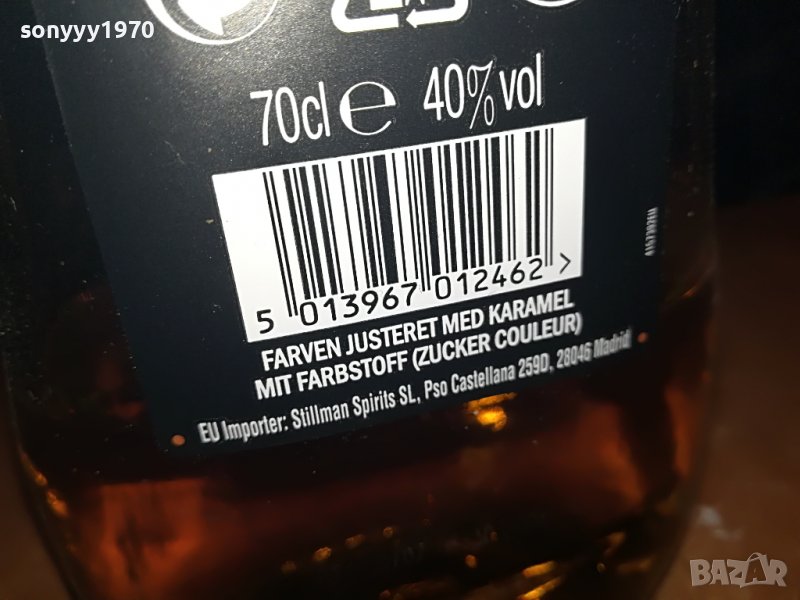 sonyyy1970
70cl e 40%vol
5 013967 012462 >
FARVEN JUSTERET MED KARAMEL
MIT FARBSTOFF (ZUCKER COULEUR)
EU Importer: Stillman Spirits SL, Pso Castellana 259D, 28046 Madrid
BAZAR